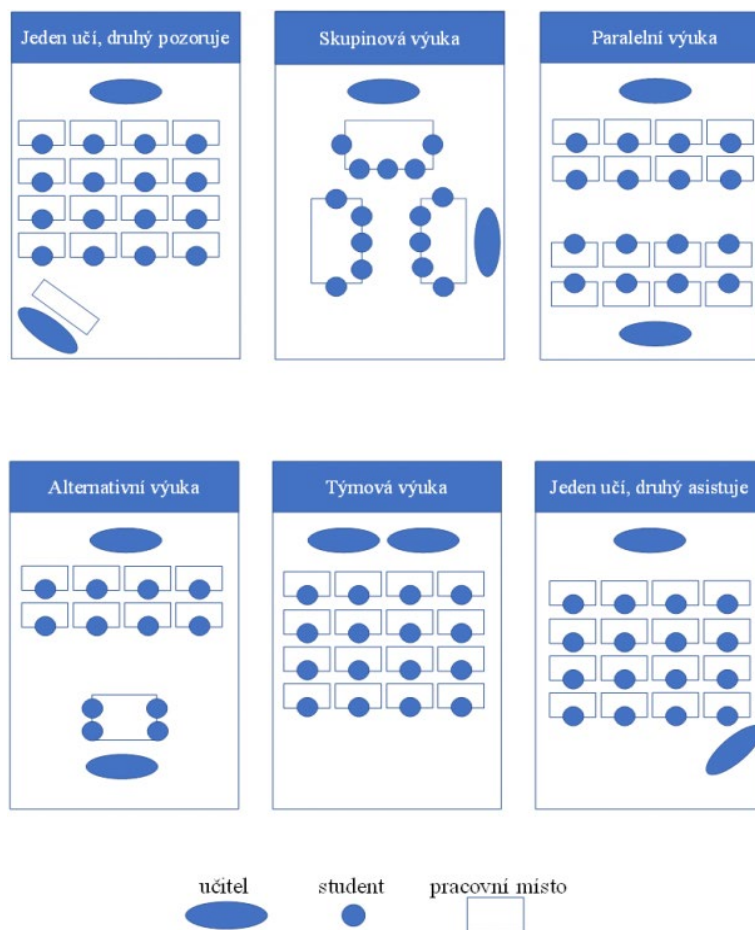 Jeden učí, druhý pozoruje
Skupinová výuka
Paralelní výuka
Alternativní výuka
Týmová výuka
Jeden učí, druhý asistuje
učitel
student
pracovní místo